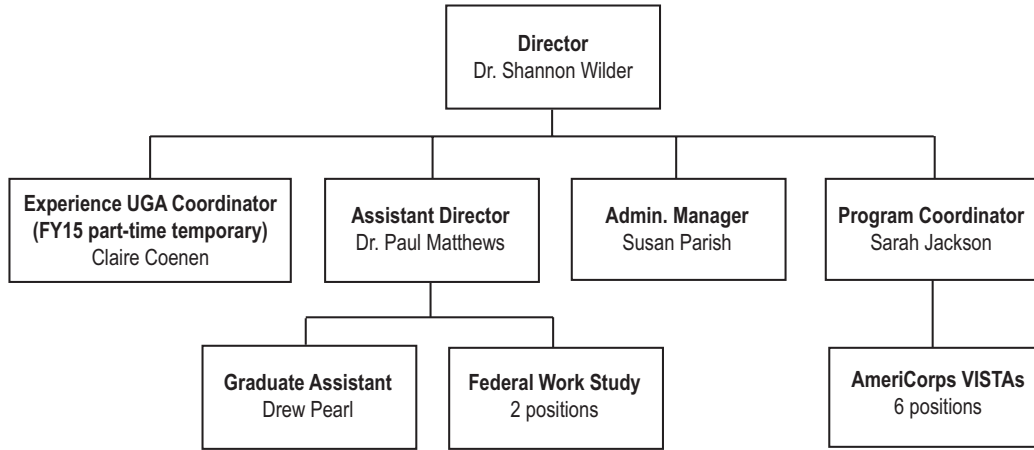 Director
Dr. Shannon Wilder
Experience UGA Coordinator
(FY15 part-time temporary)
Claire Coenen
Assistant Director
Dr. Paul Matthews
Admin. Manager
Susan Parish
Program Coordinator
Sarah Jackson
Graduate Assistant
Drew Pearl
Federal Work Study
2 positions
AmeriCorps VISTAs
6 positions